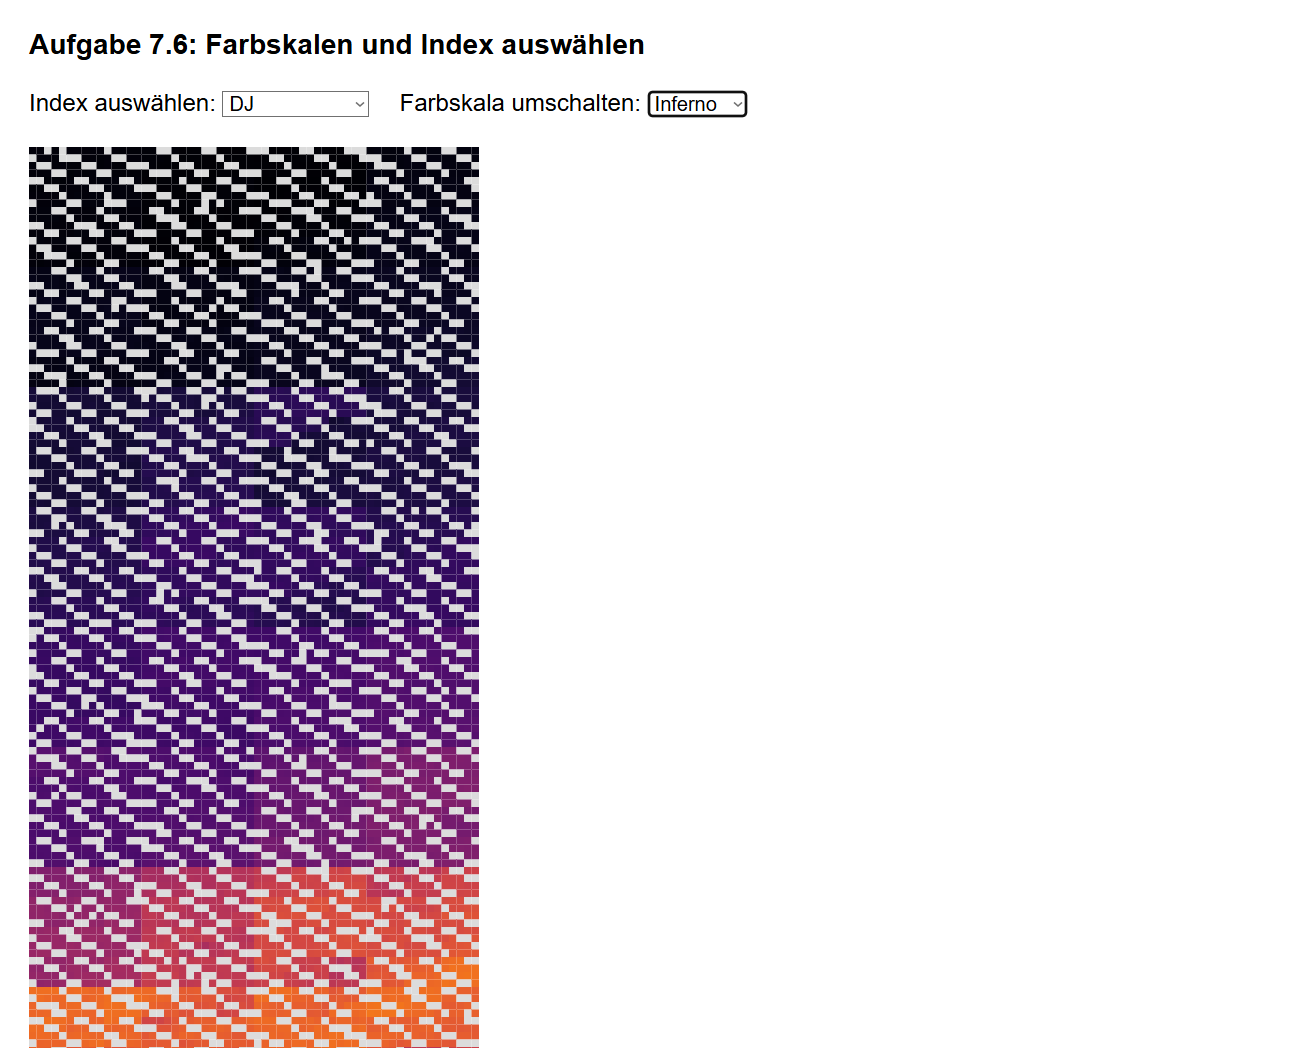 Aufgabe 7.6: Farbskalen und Index auswählen
Index auswählen: DJ Farbskala umschalten: Inferno